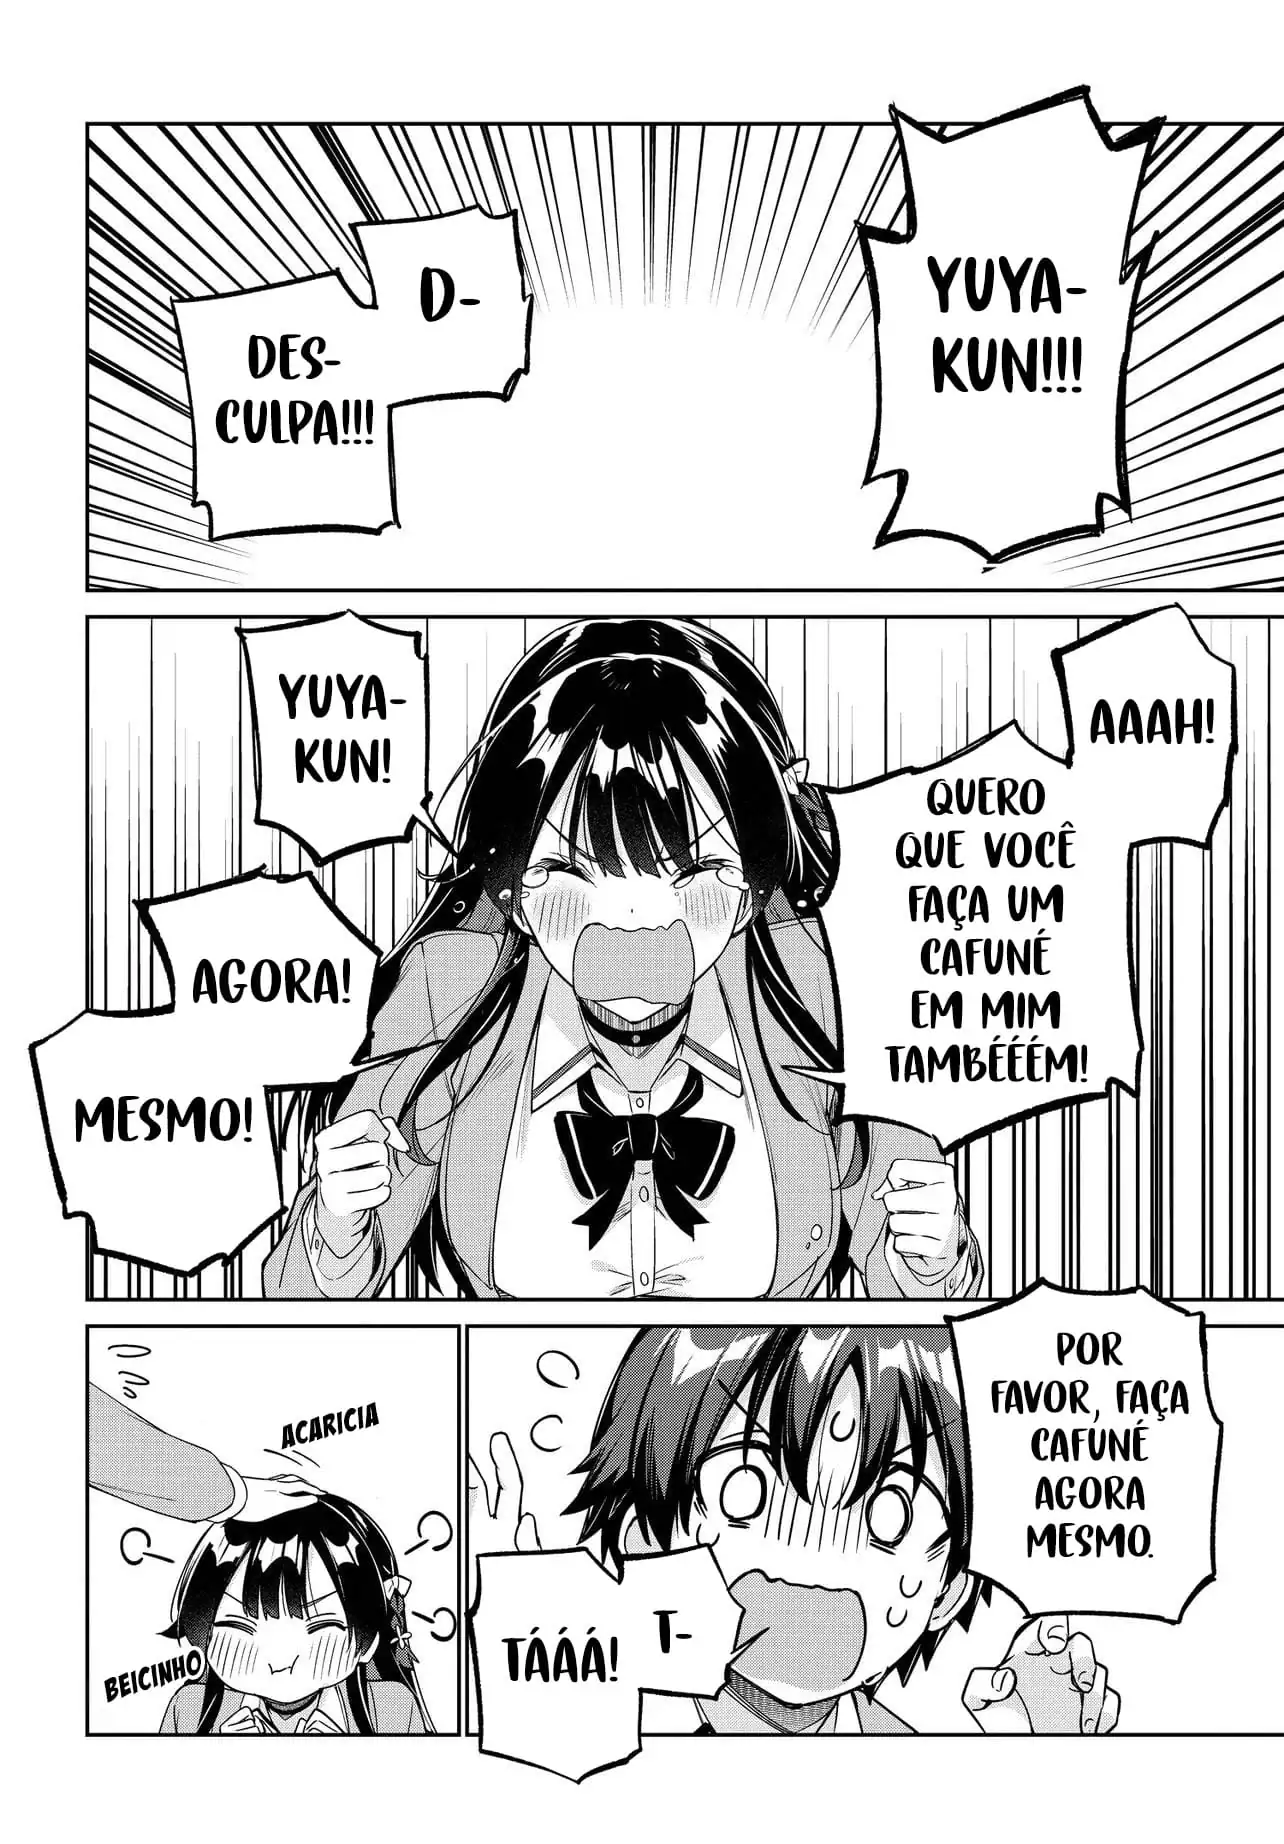 YUYA-
KUN!!!
D-
DES-
CULPA!!!
AAAH!
QUERO
QUE VOCÊ
FAÇA UM
CAFUNÉ
EM MIM
TAMBÉÉÉM!
YUYA-
KUN!
AGORA!
MESMO!
POR
FAVOR, FAÇA
CAFUNÉ
AGORA
MESMO.
T-
TÁÁÁ!
ACARICIA
BEICINHO